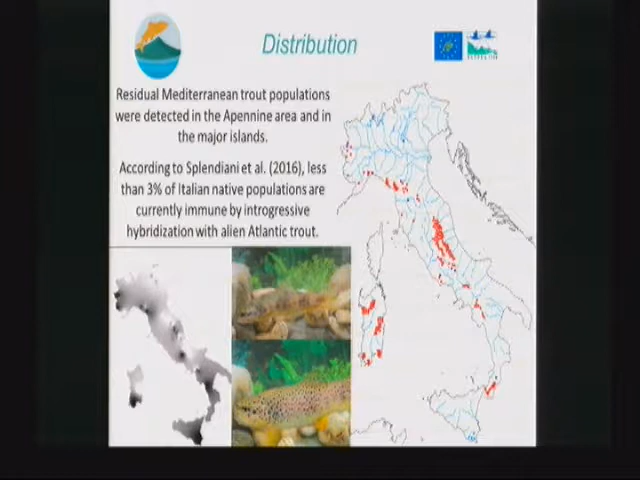 Distribution
Residual Mediterranean trout populations
were detected in the Apennine area and in
the major islands.
According to Splendiani et al. (2016), less
than 3% of Italian native populations are
currently immune by introgressive
hybridization with alien Atlantic trout.